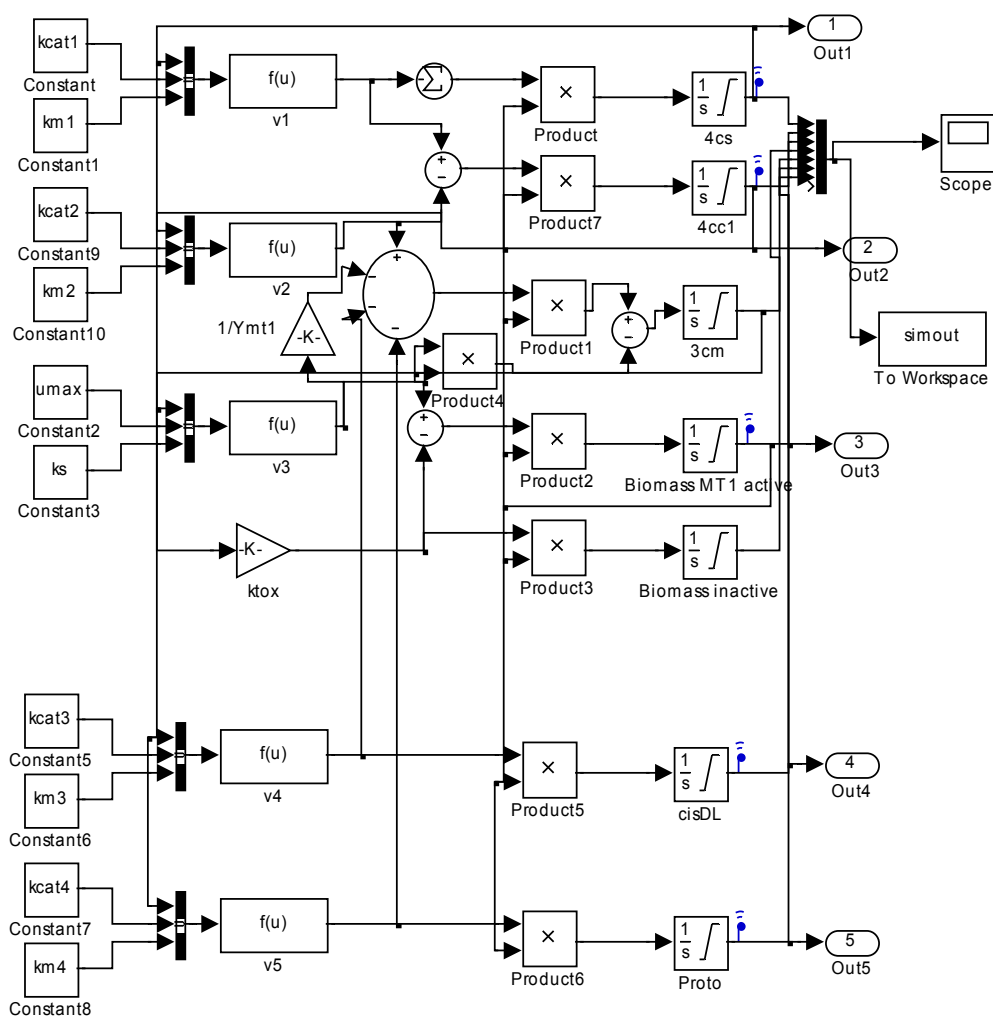 1
Out1
kcat1
Constant
km1
Constant1
f(u)
v1
Σ
×
Product
1
s
4cs
+
−
×
Product7
1
s
4cc1
Scope
kcat2
Constant9
km2
Constant10
f(u)
v2
+
−
−
−
1/Ymt1
-K-
×
Product1
+
−
1
s
3cm
2
Out2
simout
To Workspace
×
Product4
umax
Constant2
ks
Constant3
f(u)
v3
+
−
×
Product2
1
s
Biomass MT1 active
3
Out3
-K-
ktox
×
Product3
1
s
Biomass inactive
kcat3
Constant5
km3
Constant6
f(u)
v4
×
Product5
1
s
cisDL
4
Out4
kcat4
Constant7
km4
Constant8
f(u)
v5
×
Product6
1
s
Proto
5
Out5